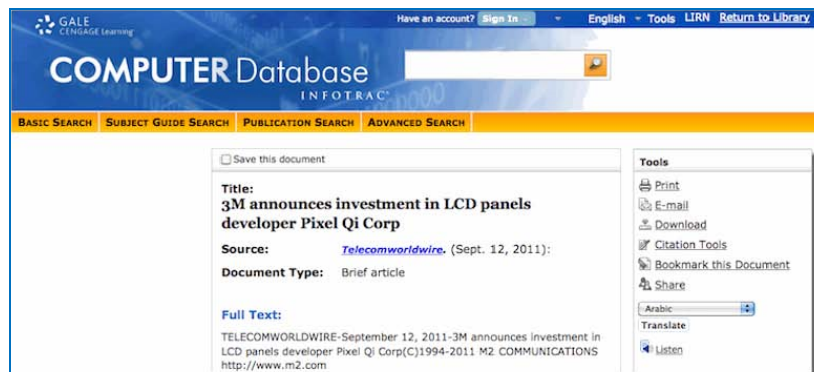 GALE
CENGAGE Learning
Have an account? Sign In
English Tools LIRN Return to Library
COMPUTER Database
INFOTRAC
BASIC SEARCH SUBJECT GUIDE SEARCH PUBLICATION SEARCH ADVANCED SEARCH
Save this document
Title:
3M announces investment in LCD panels
developer Pixel Qi Corp
Source: Telecomworldwire. (Sept. 12, 2011):
Document Type: Brief article
Full Text:
TELECOMWORLDWIRE-September 12, 2011-3M announces investment in
LCD panels developer Pixel Qi Corp(C)1994-2011 M2 COMMUNICATIONS
http://www.m2.com
Tools
Print
E-mail
Download
Citation Tools
Bookmark this Document
Share
Arabic
Translate
Listen